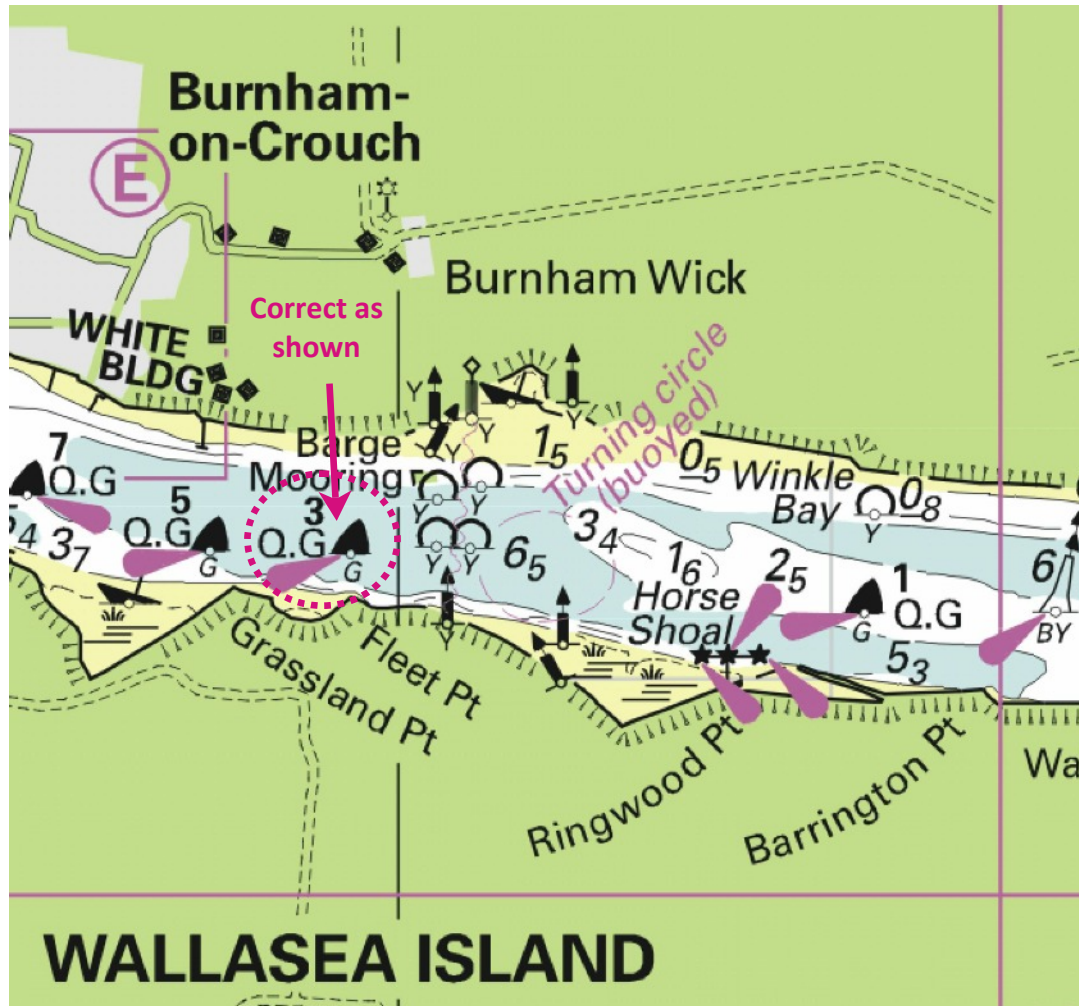 Burnham-
on-Crouch
E
Burnham Wick
Correct as
shown
WHITE
BLDG
Turning circle
(buoyed)
Y
Y
Y
Y
Barge
Mooring
1₅
0₅
Winkle
Bay
0₈
Y
7
Q.G
5
Q.G
G
3
Q.G
G
Y
Y
Y
Y
6₅
3₄
1₆
2₅
Horse
Shoal
1
Q.G
G
6
BY
4
3₇
5₃
Y
Grassland Pt
Fleet Pt
Ringwood Pt
Barrington Pt
Wa
WALLASEA ISLAND